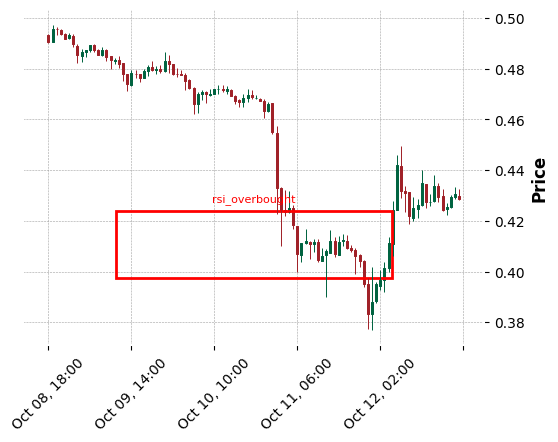 0.50
0.48
0.46
0.44
0.42
0.40
0.38
Price
rsi_overbought
Oct 08, 18:00
Oct 09, 14:00
Oct 10, 10:00
Oct 11, 06:00
Oct 12, 02:00